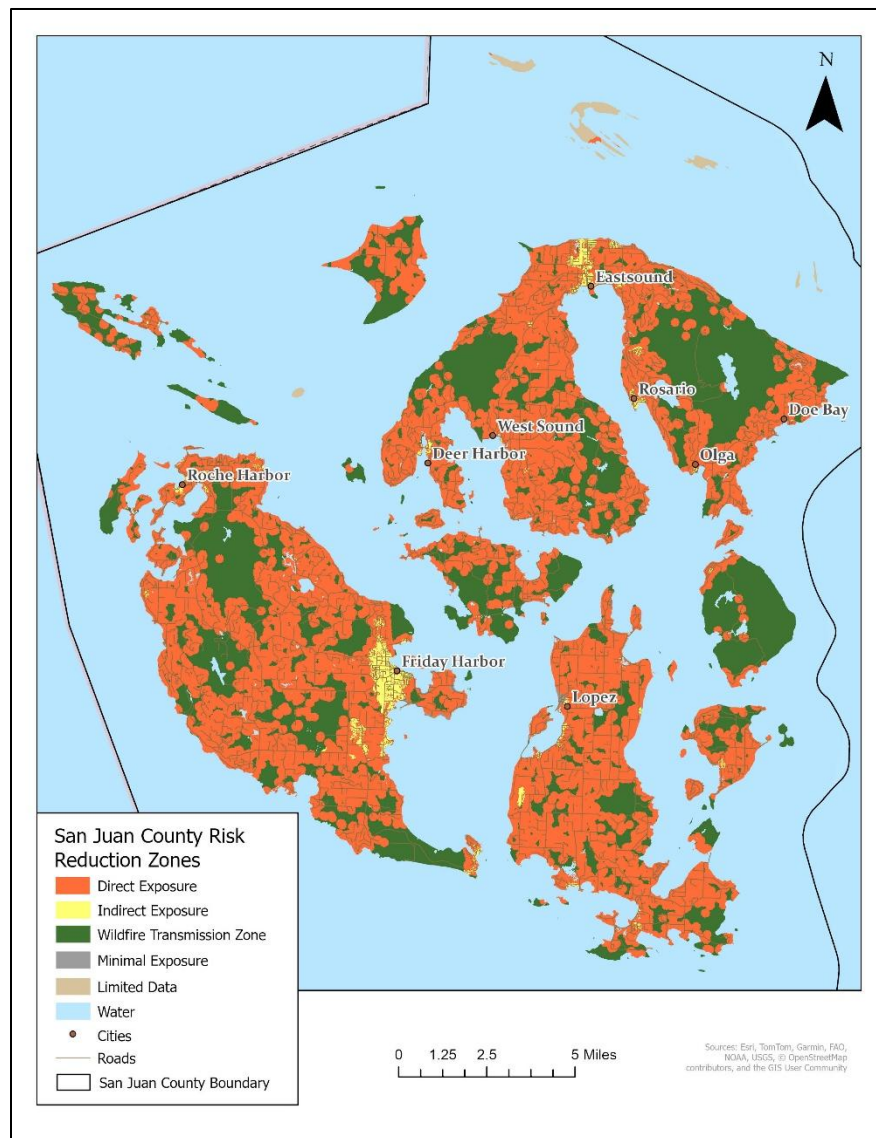 N
Eastsound
Rosario
Doe Bay
West Sound
Olga
Deer Harbor
Roche Harbor
Friday Harbor
Lopez
San Juan County Risk
Reduction Zones
Direct Exposure
Indirect Exposure
Wildfire Transmission Zone
Minimal Exposure
Limited Data
Water
Cities
Roads
San Juan County Boundary
0 1.25 2.5 5 Miles
Sources: Esri, TomTom, Garmin, FAO,
NOAA, USGS, © OpenStreetMap
contributors, and the GIS User Community